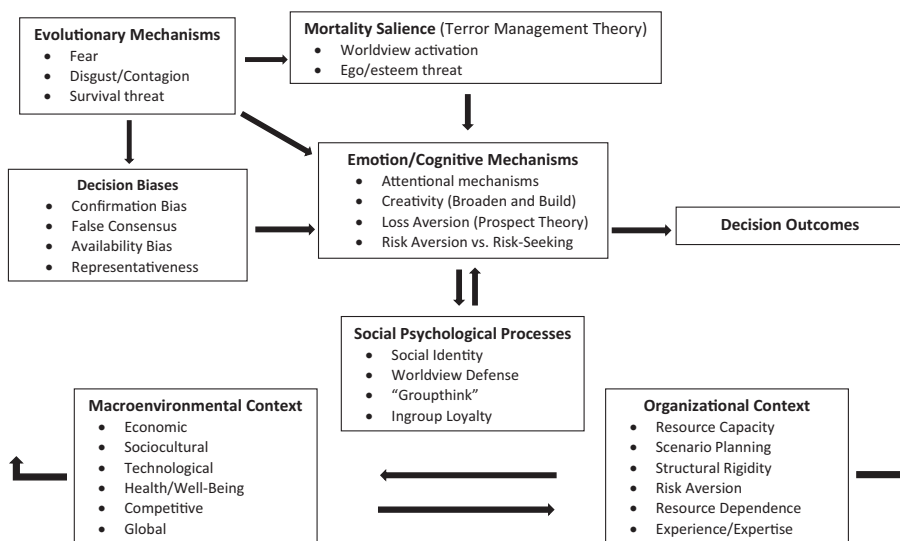 Evolutionary Mechanisms
• Fear
• Disgust/Contagion
• Survival threat
Mortality Salience (Terror Management Theory)
• Worldview activation
• Ego/esteem threat
Decision Biases
• Confirmation Bias
• False Consensus
• Availability Bias
• Representativeness
Emotion/Cognitive Mechanisms
• Attentional mechanisms
• Creativity (Broaden and Build)
• Loss Aversion (Prospect Theory)
• Risk Aversion vs. Risk-Seeking
Decision Outcomes
Social Psychological Processes
• Social Identity
• Worldview Defense
• “Groupthink”
• Ingroup Loyalty
Macroenvironmental Context
• Economic
• Sociocultural
• Technological
• Health/Well-Being
• Competitive
• Global
Organizational Context
• Resource Capacity
• Scenario Planning
• Structural Rigidity
• Risk Aversion
• Resource Dependence
• Experience/Expertise